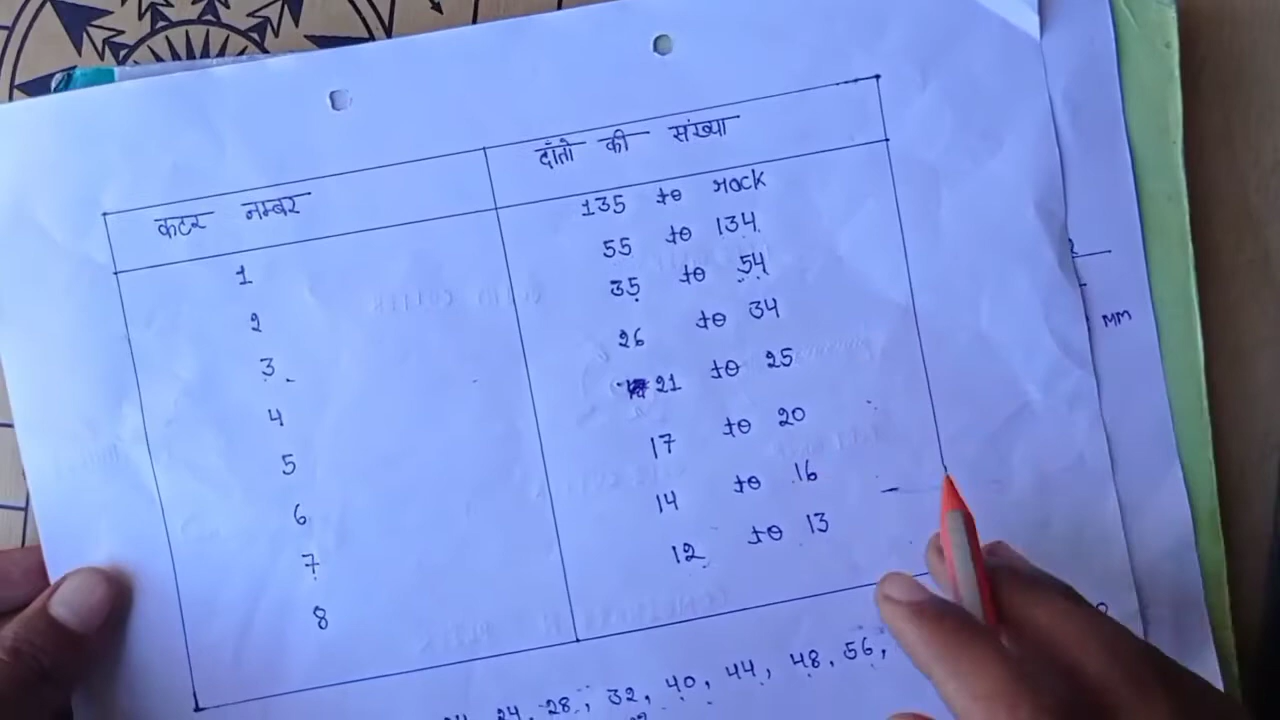 कटर नम्बर दाँतो की संख्या
1 135 to rock
2 55 to 134
3 35 to 54
4 26 to 34
5 21 to 25
6 17 to 20
7 14 to 16
8 12 to 13
24, 28, 32, 40, 44, 48, 56,
MM